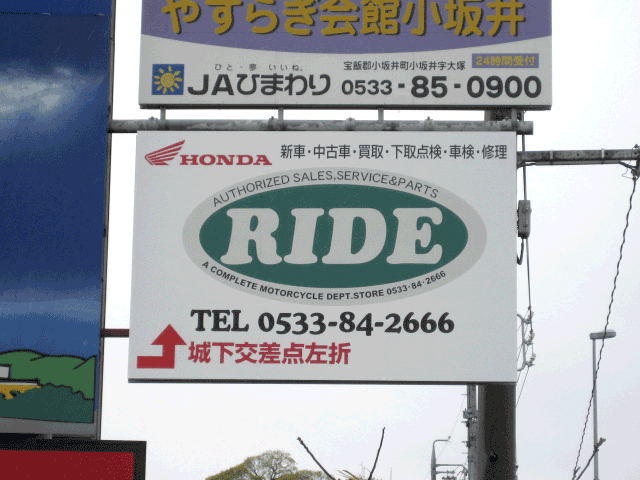 やすらぎ会館小坂井
ひと・夢 いいね。
JAひまわり
宝飯郡小坂井町小坂井字大塚
24時間受付
0533-85-0900
HONDA
新車・中古車・買取・下取点検・車検・修理
AUTHORIZED SALES,SERVICE&PARTS
RIDE
A COMPLETE MOTORCYCLE DEPT.STORE 0533・84・2666
TEL 0533-84-2666
城下交差点左折